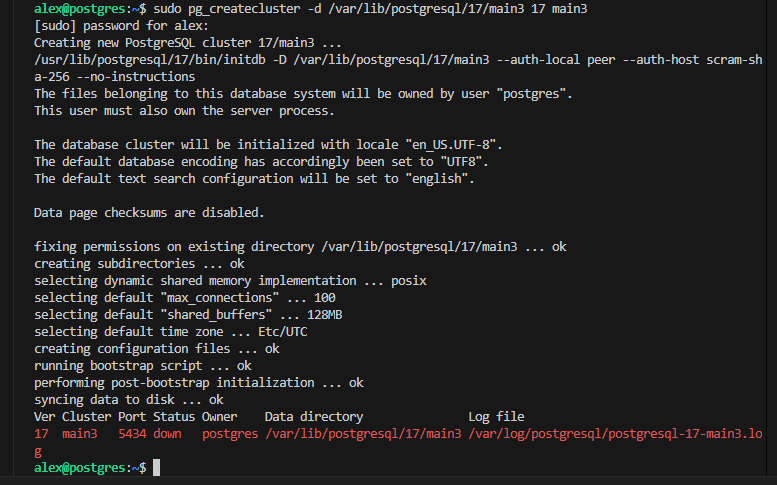 alex@postgres:~$ sudo pg_createcluster -d /var/lib/postgresql/17/main3 17 main3
[sudo] password for alex:
Creating new PostgreSQL cluster 17/main3 ...
/usr/lib/postgresql/17/bin/initdb -D /var/lib/postgresql/17/main3 --auth-local peer --auth-host scram-sh
a-256 --no-instructions
The files belonging to this database system will be owned by user "postgres".
This user must also own the server process.

The database cluster will be initialized with locale "en_US.UTF-8".
The default database encoding has accordingly been set to "UTF8".
The default text search configuration will be set to "english".

Data page checksums are disabled.

fixing permissions on existing directory /var/lib/postgresql/17/main3 ... ok
creating subdirectories ... ok
selecting dynamic shared memory implementation ... posix
selecting default "max_connections" ... 100
selecting default "shared_buffers" ... 128MB
selecting default time zone ... Etc/UTC
creating configuration files ... ok
running bootstrap script ... ok
performing post-bootstrap initialization ... ok
syncing data to disk ... ok
Ver Cluster Port Status Owner    Data directory               Log file
17  main3   5434 down   postgres /var/lib/postgresql/17/main3 /var/log/postgresql/postgresql-17-main3.lo
g
alex@postgres:~$